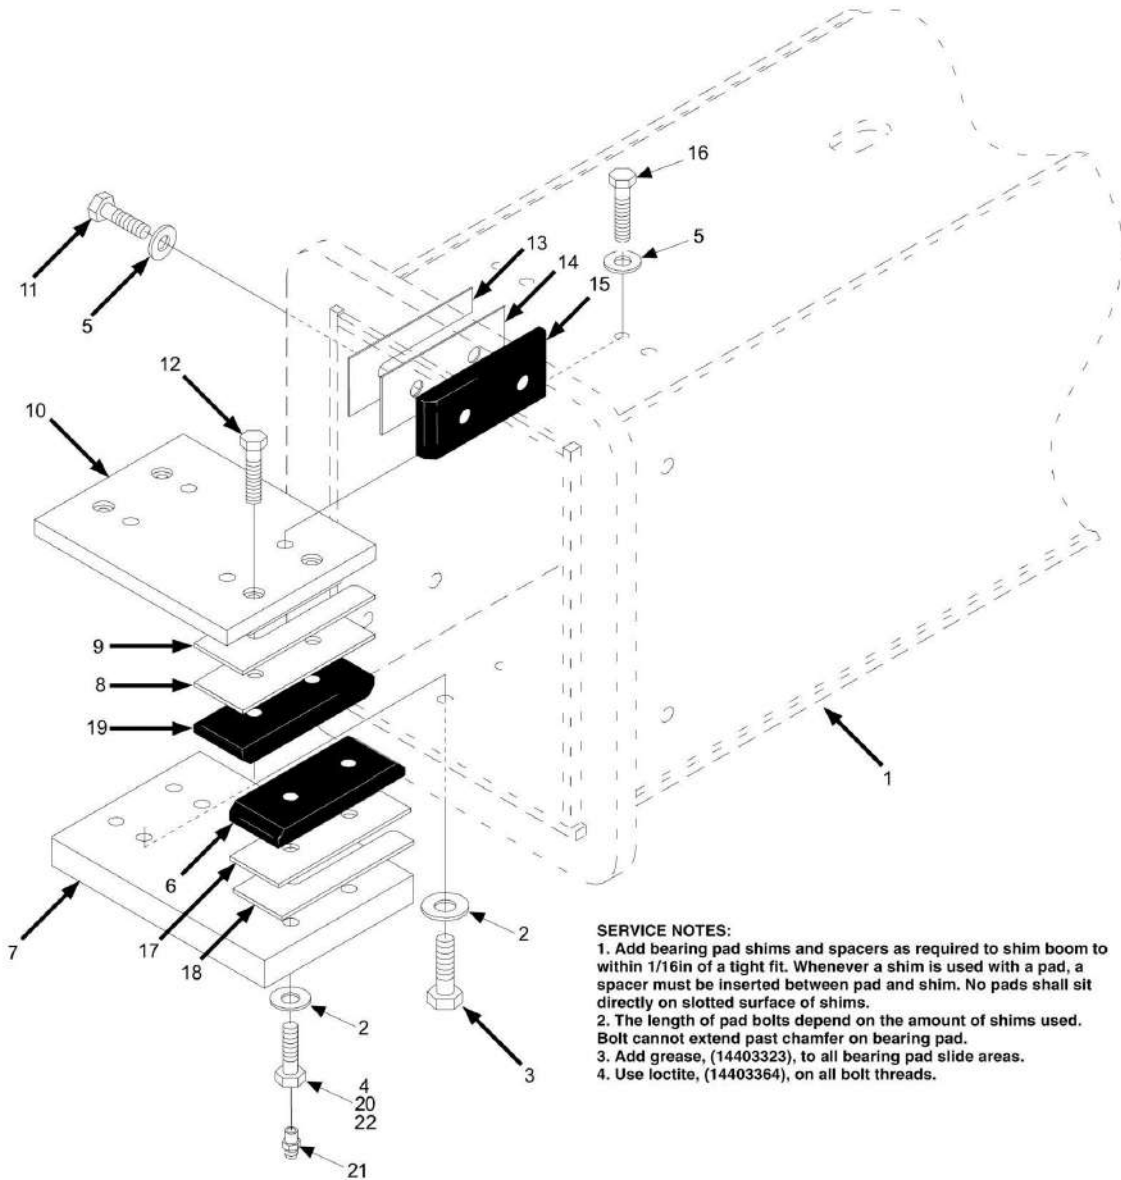 16
13
5
14
15
11
5
12
10
9
8
19
1
6
7
17
18
2
2
3
4
20
22
21
SERVICE NOTES:
1. Add bearing pad shims and spacers as required to shim boom to
within 1/16in of a tight fit. Whenever a shim is used with a pad, a
spacer must be inserted between pad and shim. No pads shall sit
directly on slotted surface of shims.
2. The length of pad bolts depend on the amount of shims used.
Bolt cannot extend past chamfer on bearing pad.
3. Add grease, (14403323), to all bearing pad slide areas.
4. Use loctite, (14403364), on all bolt threads.